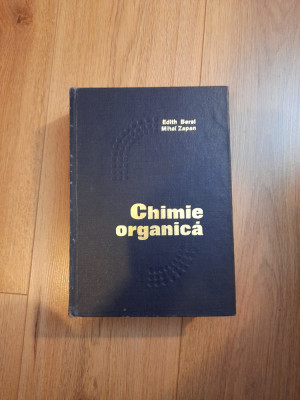 Edith Beral
Mihai Zapan
Chimie
organică